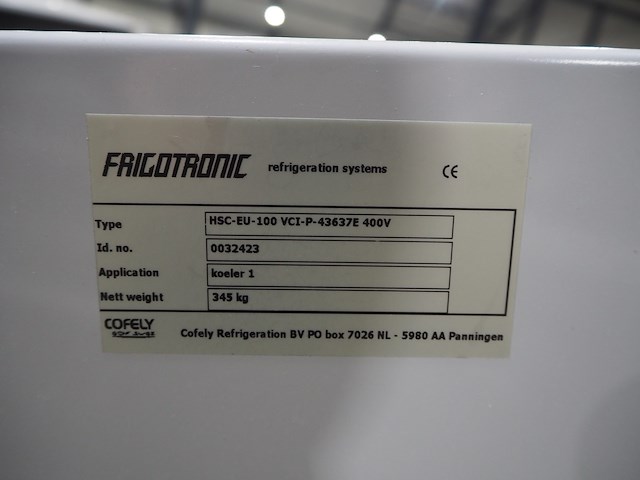 FRIGOTRONIC refrigeration systems CE
Type HSC-EU-100 VCI-P-43637E 400V
Id. no. 0032423
Application koeler 1
Nett weight 345 kg
COFELY
Cofely Refrigeration BV PO box 7026 NL - 5980 AA Panningen